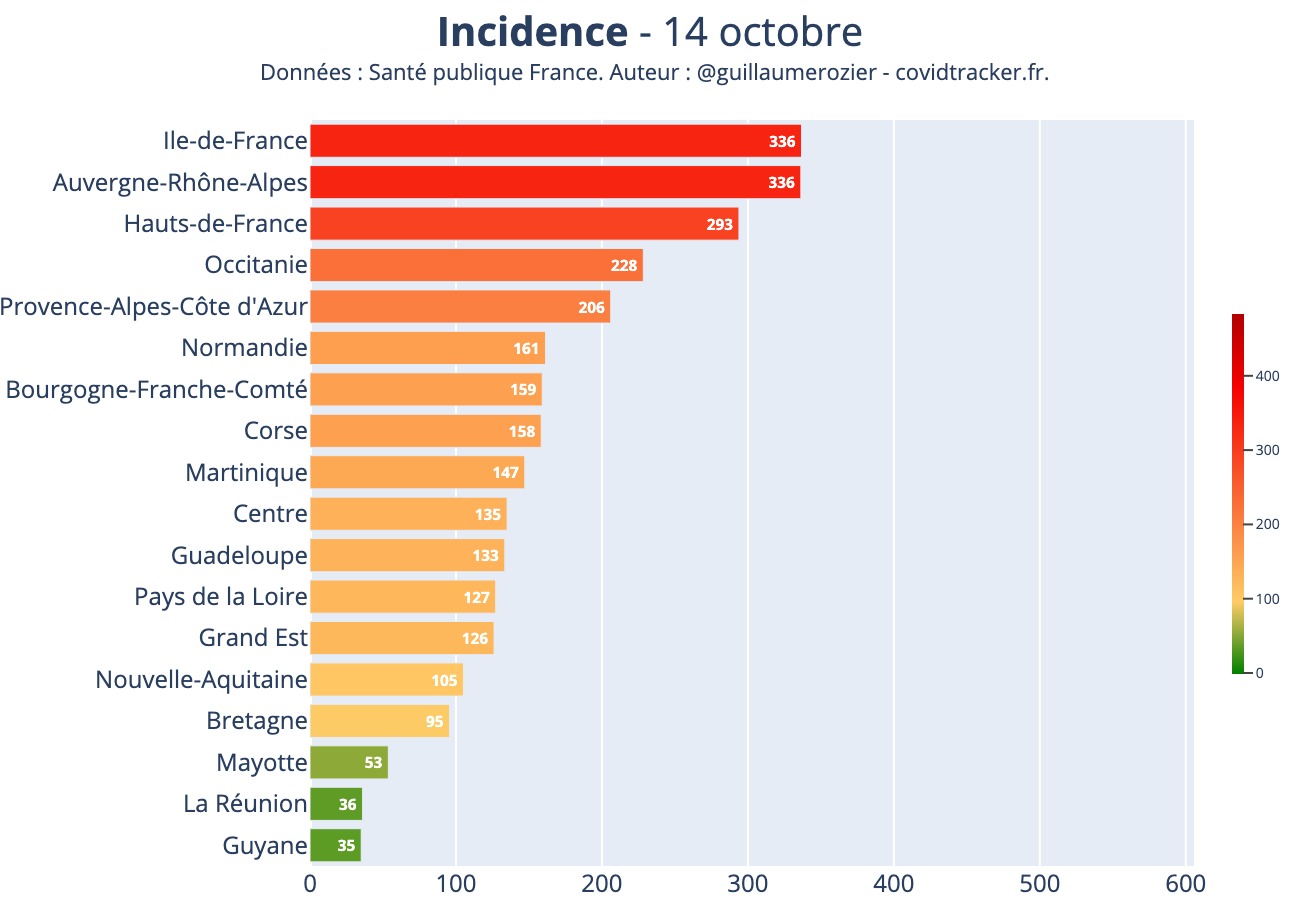 Incidence - 14 octobre
Données : Santé publique France. Auteur : @guillaumerozier - covidtracker.fr.
Ile-de-France 336
Auvergne-Rhône-Alpes 336
Hauts-de-France 293
Occitanie 228
Provence-Alpes-Côte d'Azur 206
Normandie 161
Bourgogne-Franche-Comté 159
Corse 158
Martinique 147
Centre 135
Guadeloupe 133
Pays de la Loire 127
Grand Est 126
Nouvelle-Aquitaine 105
Bretagne 95
Mayotte 53
La Réunion 36
Guyane 35
0 100 200 300 400 500 600
400
300
200
100
0